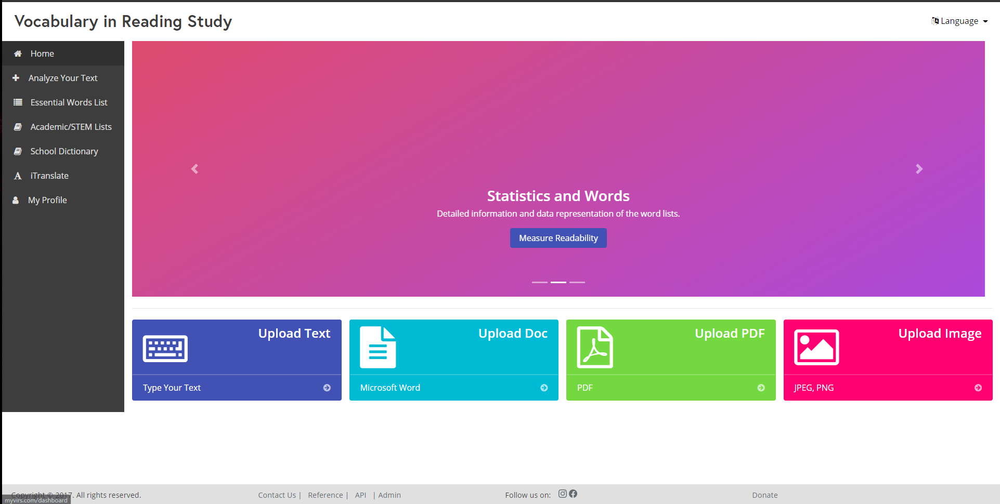 Vocabulary in Reading Study
Language
Home
Analyze Your Text
Essential Words List
Academic/STEM Lists
School Dictionary
iTranslate
My Profile
Statistics and Words
Detailed information and data representation of the word lists.
Measure Readability
Upload Text
Type Your Text
Upload Doc
Microsoft Word
Upload PDF
PDF
Upload Image
JPEG, PNG
Copyright © 2017. All rights reserved.
Contact Us | Reference | API | Admin
Follow us on:
Donate
myvirs.com/dashboard